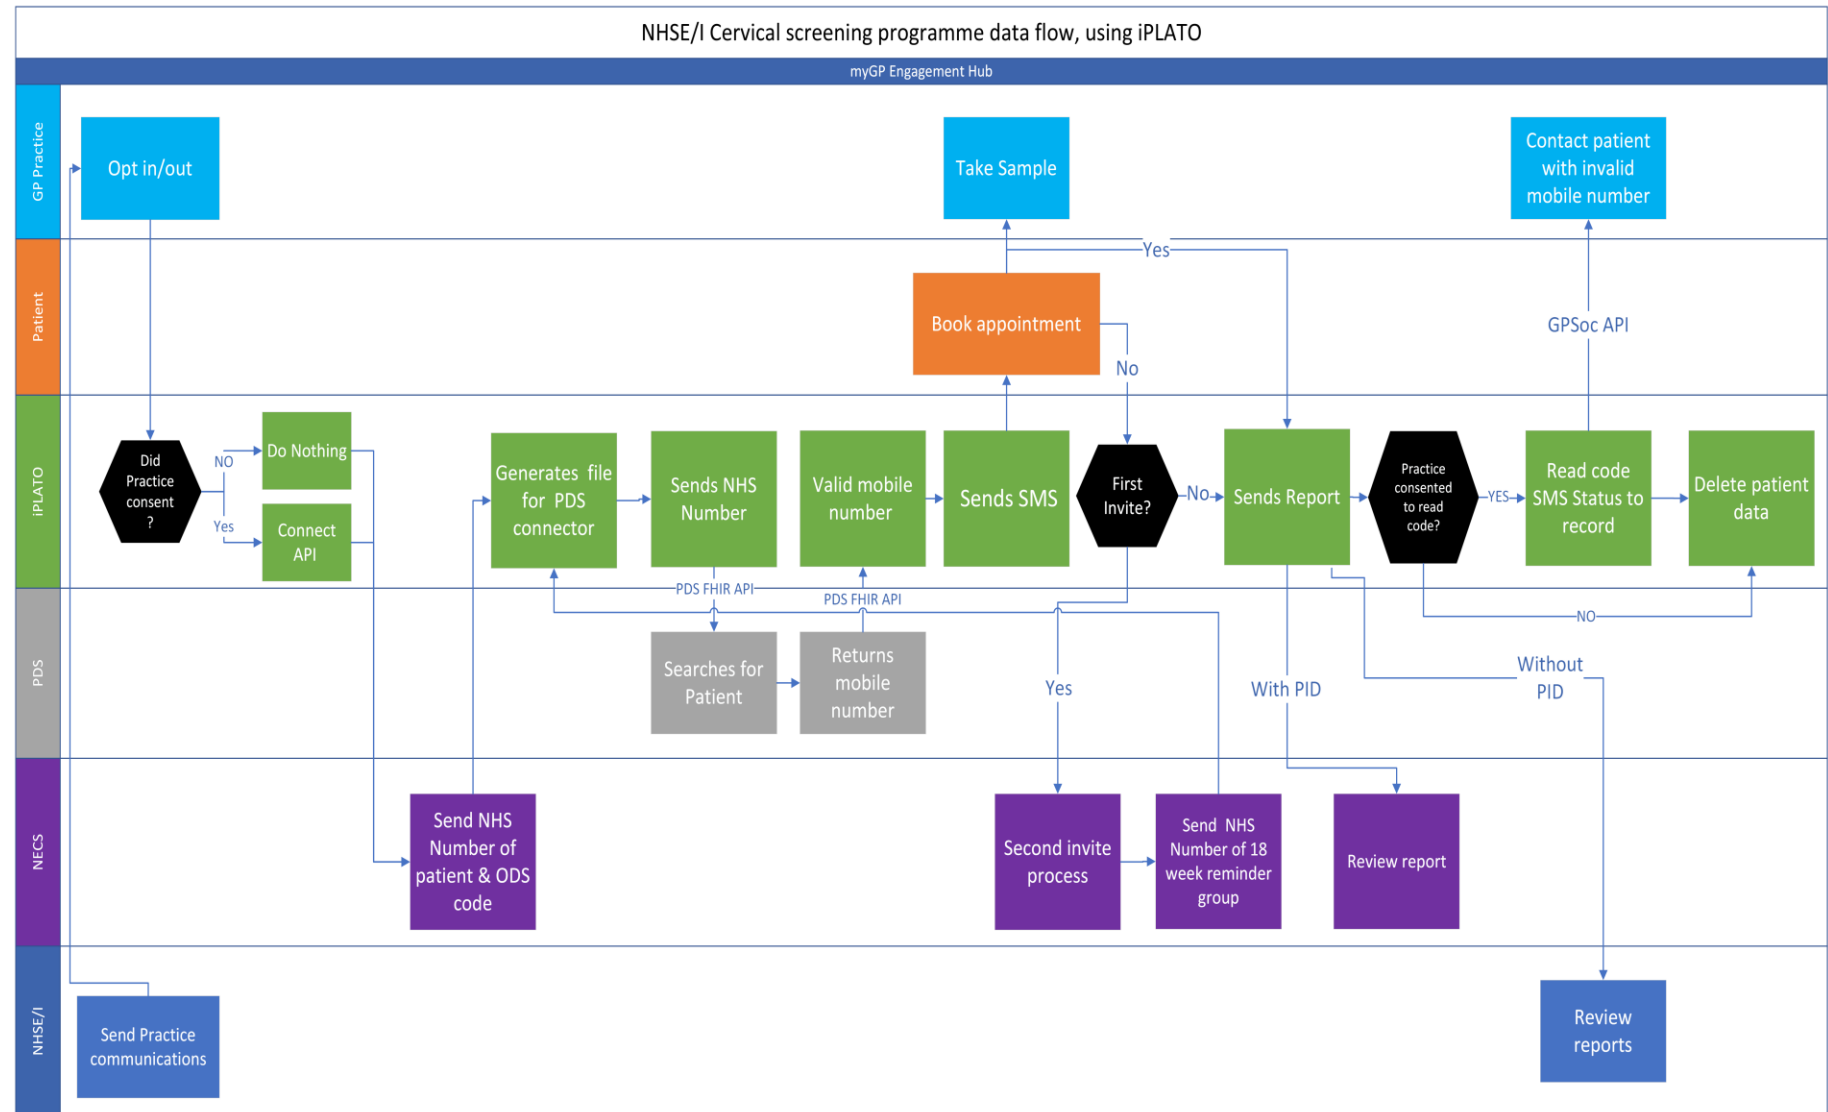 NHSE/I Cervical screening programme data flow, using iPLATO
myGP Engagement Hub
GP Practice
Opt in/out
Take Sample
Contact patient
with invalid
mobile number
Patient
Yes
Book appointment
No
GPSoc API
iPLATO
Did
Practice
consent
?
NO
Yes
Do Nothing
Connect
API
Generates file
for PDS
connector
Sends NHS
Number
Valid mobile
number
Sends SMS
First
Invite?
No
Sends Report
Practice
consented
to read
code?
YES
Read code
SMS Status to
record
Delete patient
data
PDS
PDS FHIR API
PDS FHIR API
NO
Searches for
Patient
Returns
mobile
number
Yes
With PID
Without
PID
NECS
Send NHS
Number of
patient & ODS
code
Second invite
process
Send NHS
Number of 18
week reminder
group
Review report
NHSE/I
Send Practice
communications
Review
reports